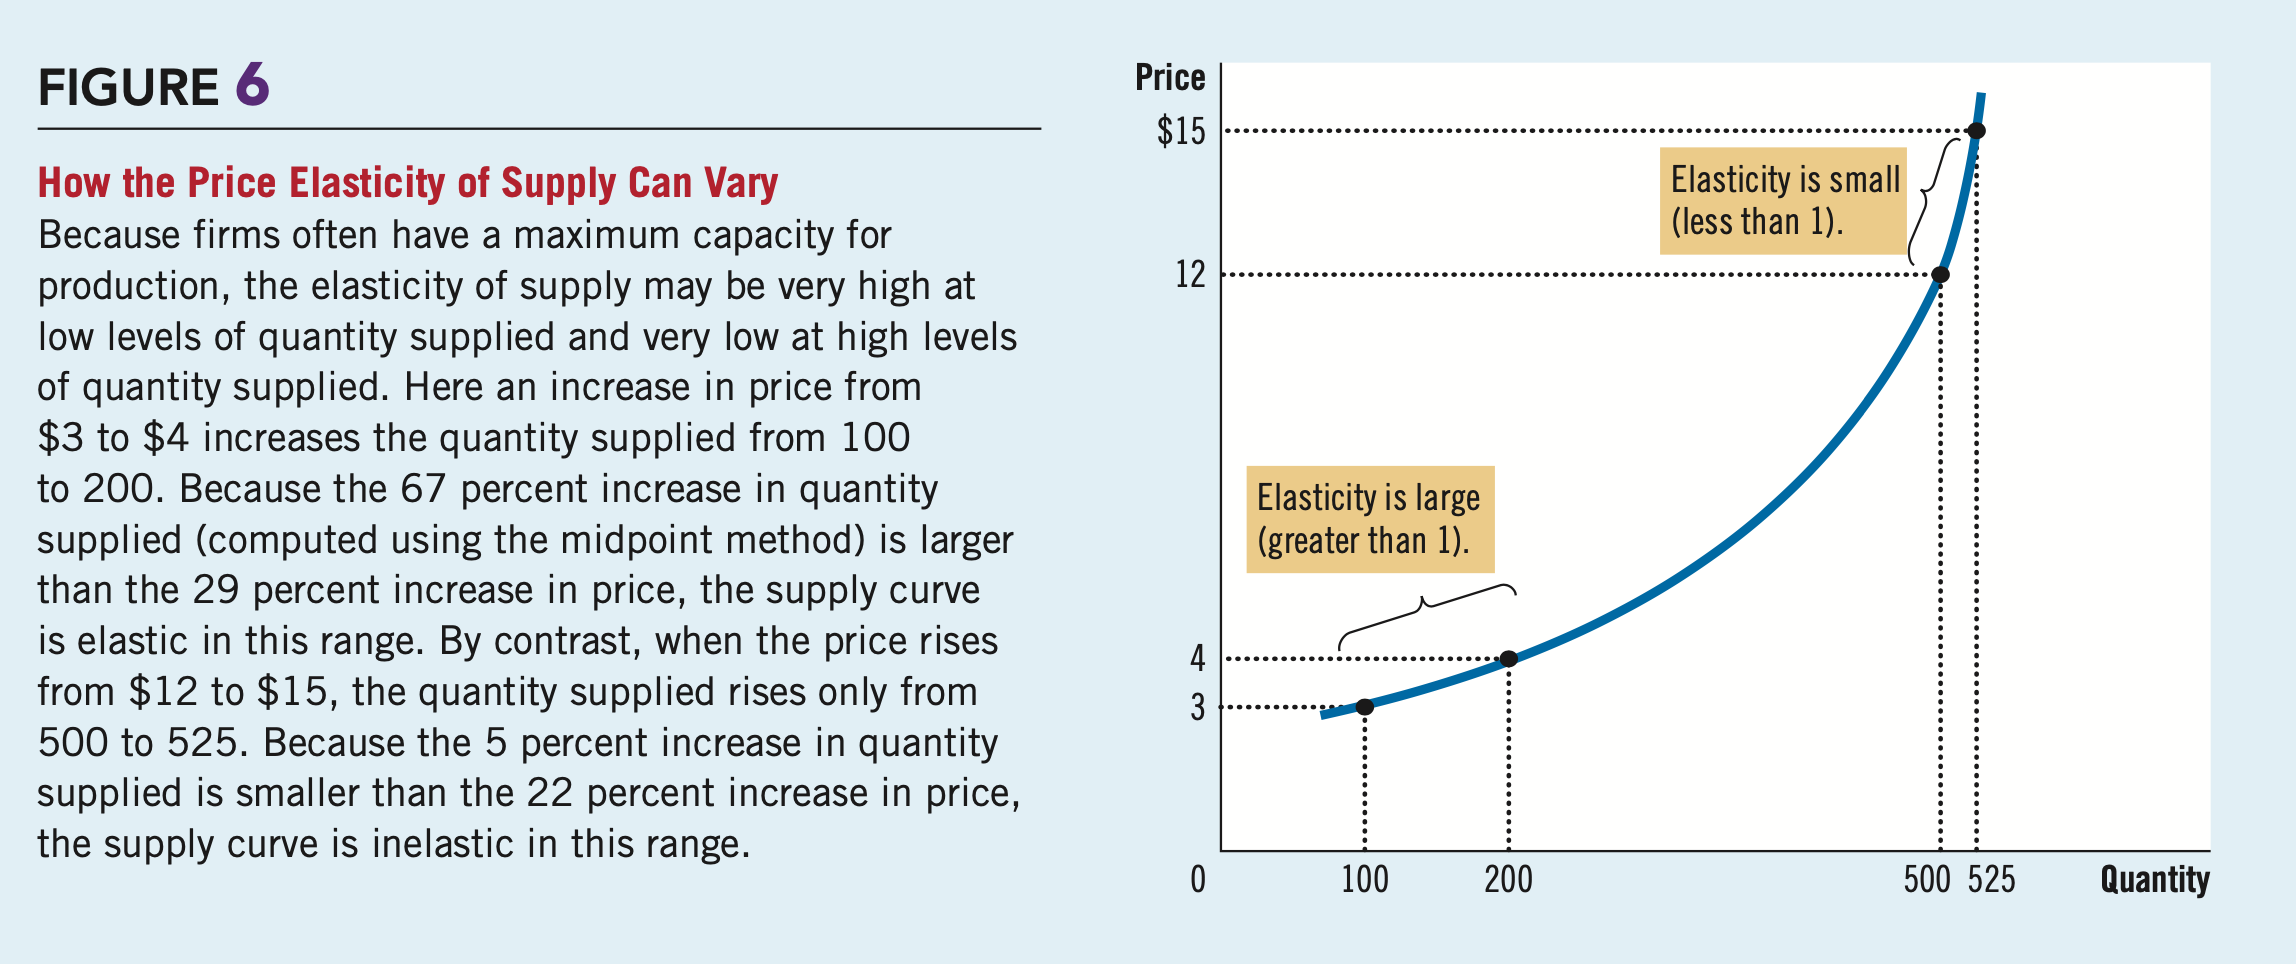 FIGURE 6
How the Price Elasticity of Supply Can Vary
Because firms often have a maximum capacity for
production, the elasticity of supply may be very high at
low levels of quantity supplied and very low at high levels
of quantity supplied. Here an increase in price from
$3 to $4 increases the quantity supplied from 100
to 200. Because the 67 percent increase in quantity
supplied (computed using the midpoint method) is larger
than the 29 percent increase in price, the supply curve
is elastic in this range. By contrast, when the price rises
from $12 to $15, the quantity supplied rises only from
500 to 525. Because the 5 percent increase in quantity
supplied is smaller than the 22 percent increase in price,
the supply curve is inelastic in this range.
Price
$15
Elasticity is small
(less than 1).
12
Elasticity is large
(greater than 1).
4
3
0 100 200 500 525 Quantity